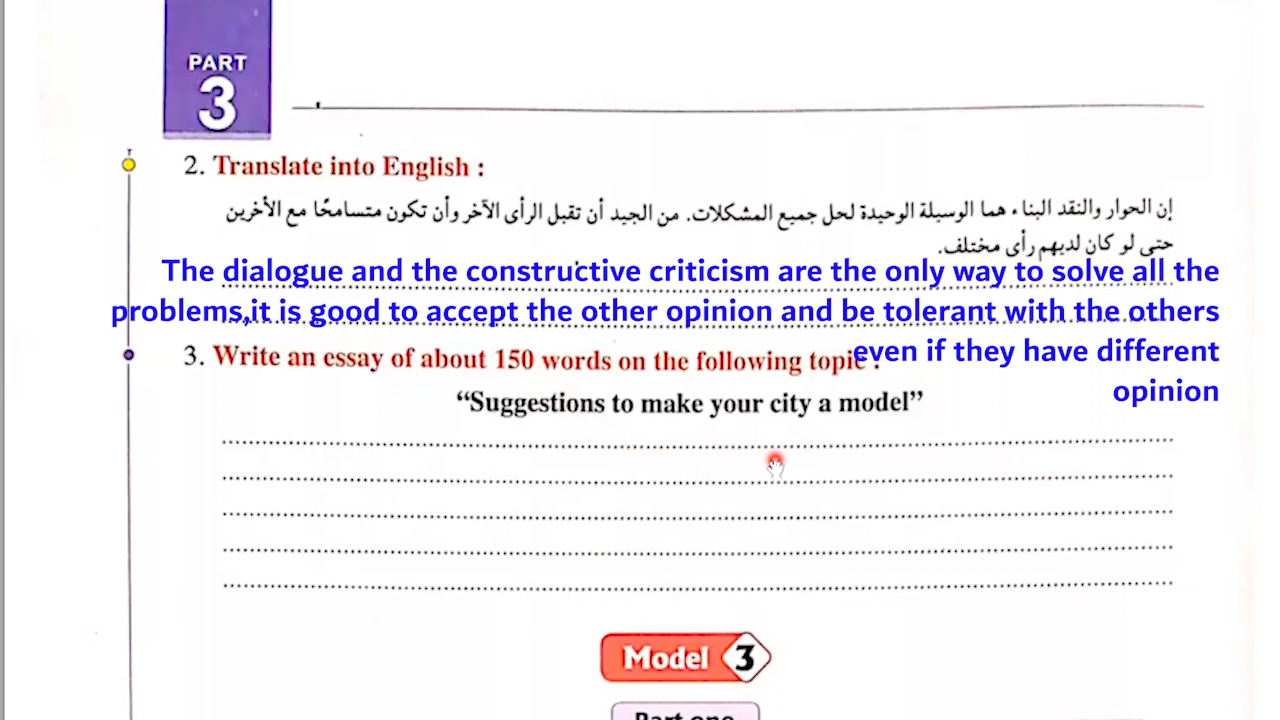 PART
3
2. Translate into English :
إن الحوار والنقد البناء هما الوسيلة الوحيدة لحل جميع المشكلات. من الجيد أن تقبل الرأى الآخر وأن تكون متسامحًا مع الأخرين
حتى لو كان لديهم رأى مختلف.
The dialogue and the constructive criticism are the only way to solve all the
problems,it is good to accept the other opinion and be tolerant with the others
even if they have different
opinion
3. Write an essay of about 150 words on the following topic :
“Suggestions to make your city a model”
Model 3
Part one